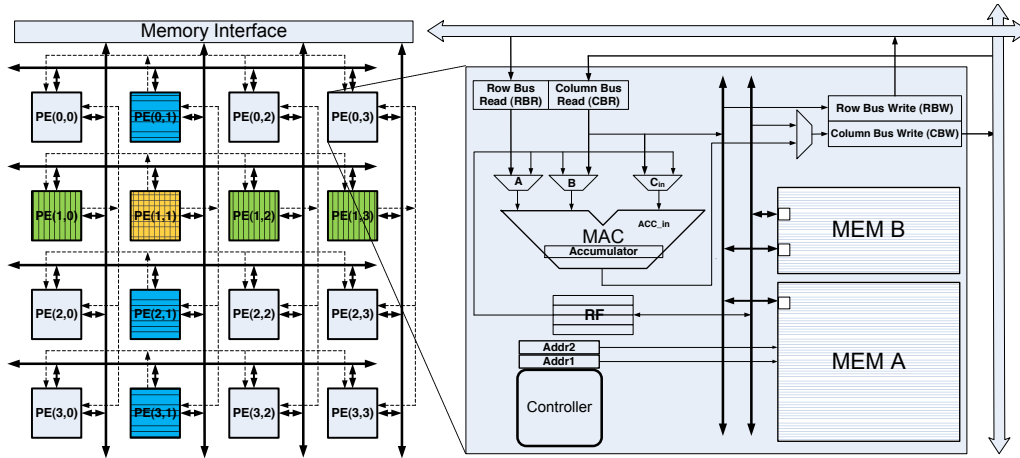 Memory Interface
PE(0,0)
PE(0,1)
PE(0,2)
PE(0,3)
PE(1,0)
PE(1,1)
PE(1,2)
PE(1,3)
PE(2,0)
PE(2,1)
PE(2,2)
PE(2,3)
PE(3,0)
PE(3,1)
PE(3,2)
PE(3,3)
Row Bus
Read (RBR)
Column Bus
Read (CBR)
Row Bus Write (RBW)
Column Bus Write (CBW)
A
B
Cin
ACC_in
MAC
Accumulator
RF
Addr2
Addr1
Controller
MEM B
MEM A